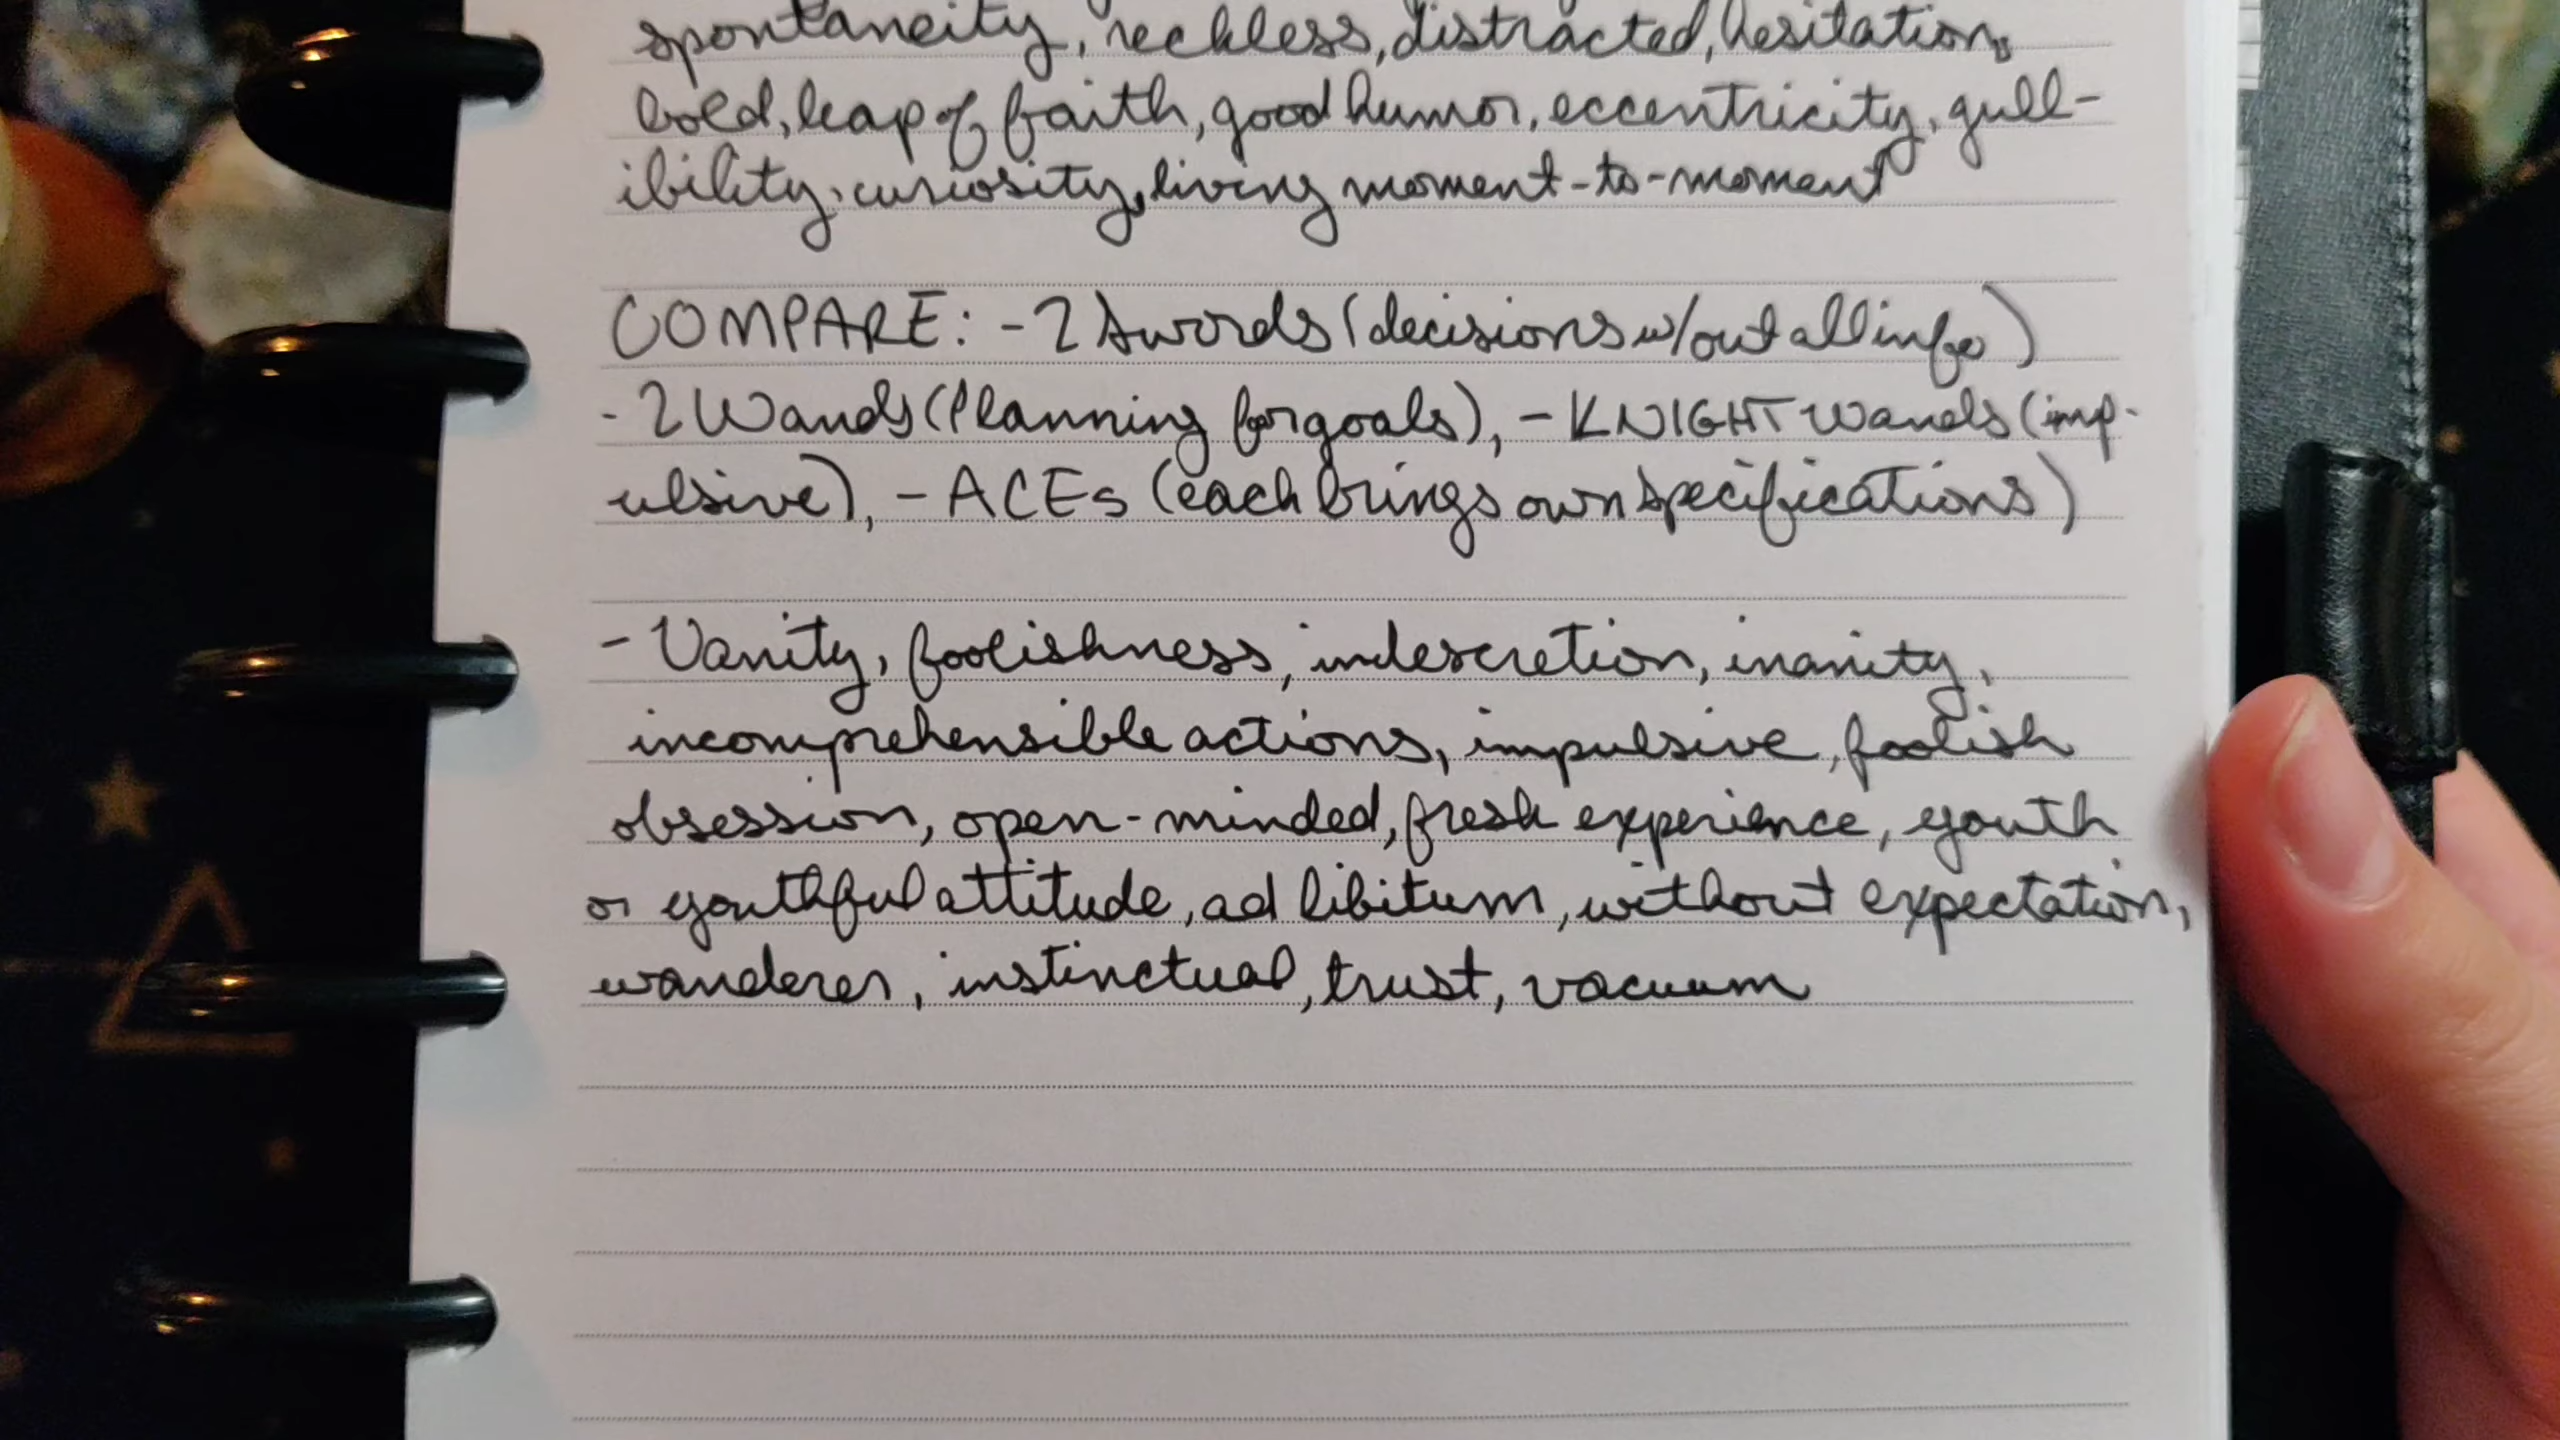 spontaneity, reckless, distracted, hesitation,
bold, leap of faith, good humor, eccentricity, gull-
ibility, curiosity, living moment-to-moment
COMPARE: - 2 Swords (decisions w/out all info)
- 2 Wands (Planning for goals), - KNIGHT Wands (imp-
ulsive), - ACEs (each brings own specifications)
- Vanity, foolishness, indescretion, inanity,
incomprehensible actions, impulsive, foolish
obsession, open-minded, fresh experience, youth
or youthful attitude, ad libitum, without expectation,
wanderer, instinctual, trust, vacuum